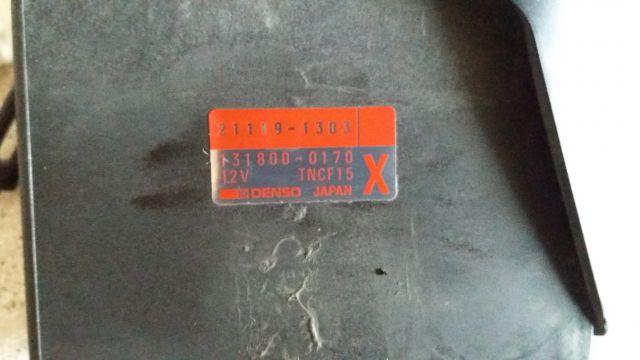 21119-1303
131800-0170
12V TNCF15
DENSO JAPAN X